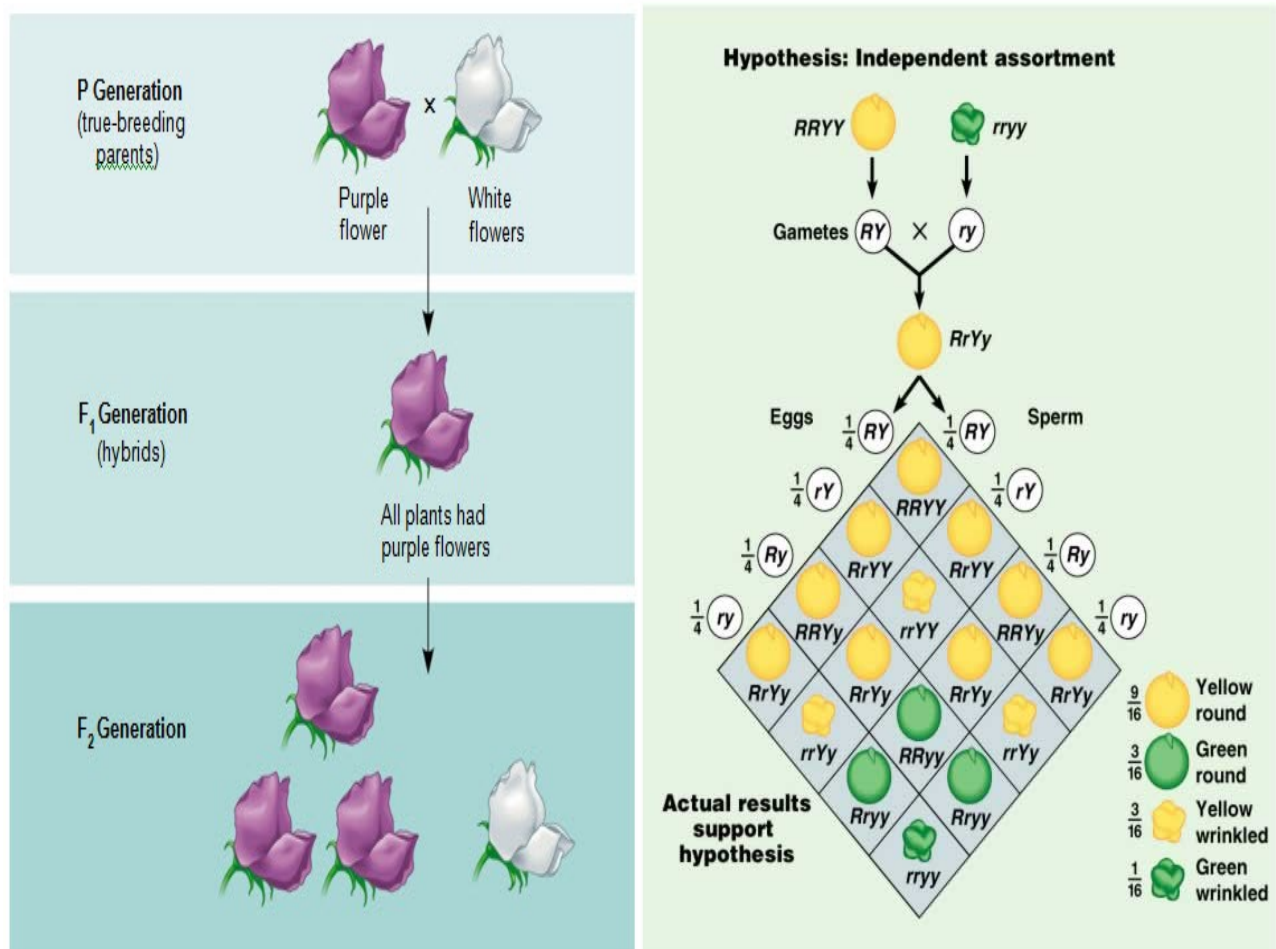 P Generation
(true-breeding
parents)
x
Purple
flower
White
flowers
F1 Generation
(hybrids)
All plants had
purple flowers
F2 Generation
Hypothesis: Independent assortment
RRYY
rryy
Gametes RY × ry
RrYy
Eggs
Sperm
1/4 RY
1/4 RY
1/4 rY
1/4 rY
1/4 Ry
1/4 Ry
1/4 ry
1/4 ry
RRYY
RrYY
RrYY
RRYy
rrYY
RRYy
RrYy
RrYy
RrYy
RrYy
rrYy
RRyy
rrYy
Rryy
Rryy
rryy
Actual results
support
hypothesis
9/16 Yellow
round
3/16 Green
round
3/16 Yellow
wrinkled
1/16 Green
wrinkled